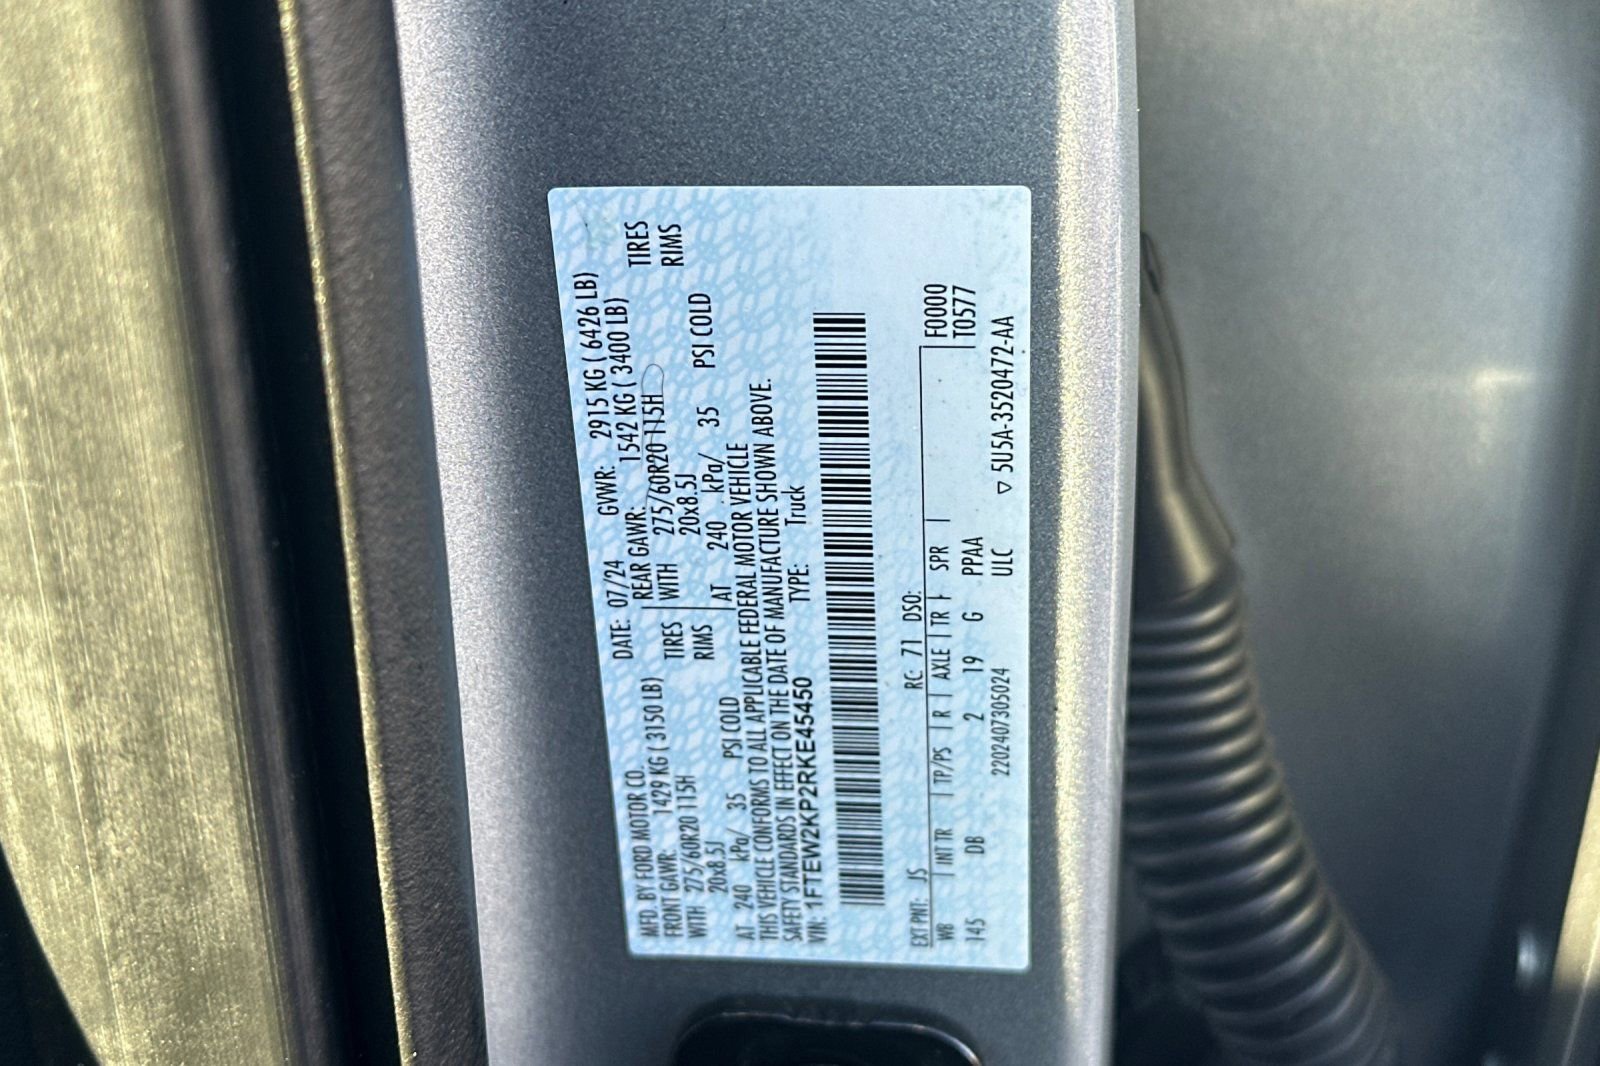 MFD. BY FORD MOTOR CO. DATE: 07/24 GVWR: 2915 KG ( 6426 LB)
FRONT GAWR: 1429 KG ( 3150 LB) REAR GAWR: 1542 KG ( 3400 LB)
WITH 275/60R20 115H TIRES WITH 275/60R20 115H TIRES
20x8.5J RIMS 20x8.5J RIMS
AT 240 kPa/ 35 PSI COLD AT 240 kPa/ 35 PSI COLD
THIS VEHICLE CONFORMS TO ALL APPLICABLE FEDERAL MOTOR VEHICLE
SAFETY STANDARDS IN EFFECT ON THE DATE OF MANUFACTURE SHOWN ABOVE.
VIN: 1FTEW2KP2RKE45450 TYPE: Truck
EXT PNT: JS RC: 71 DSO: F0000
WB | INT TR | TP/PS | R | AXLE | TR | SPR | T0577
145 DB 2 19 G PPAA
220240730502​4 ULC ▽ 5U5A-3520472-AA